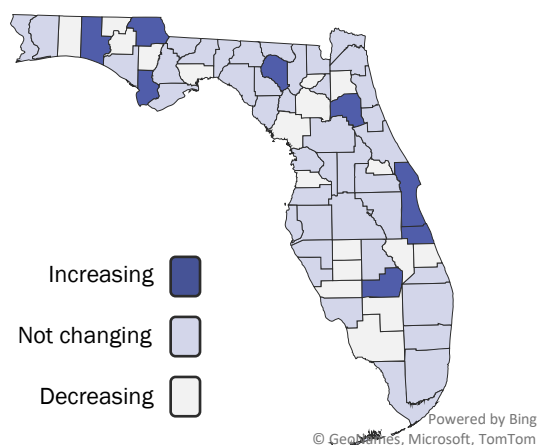 Increasing
Not changing
Decreasing
Powered by Bing
© GeoNames, Microsoft, TomTom